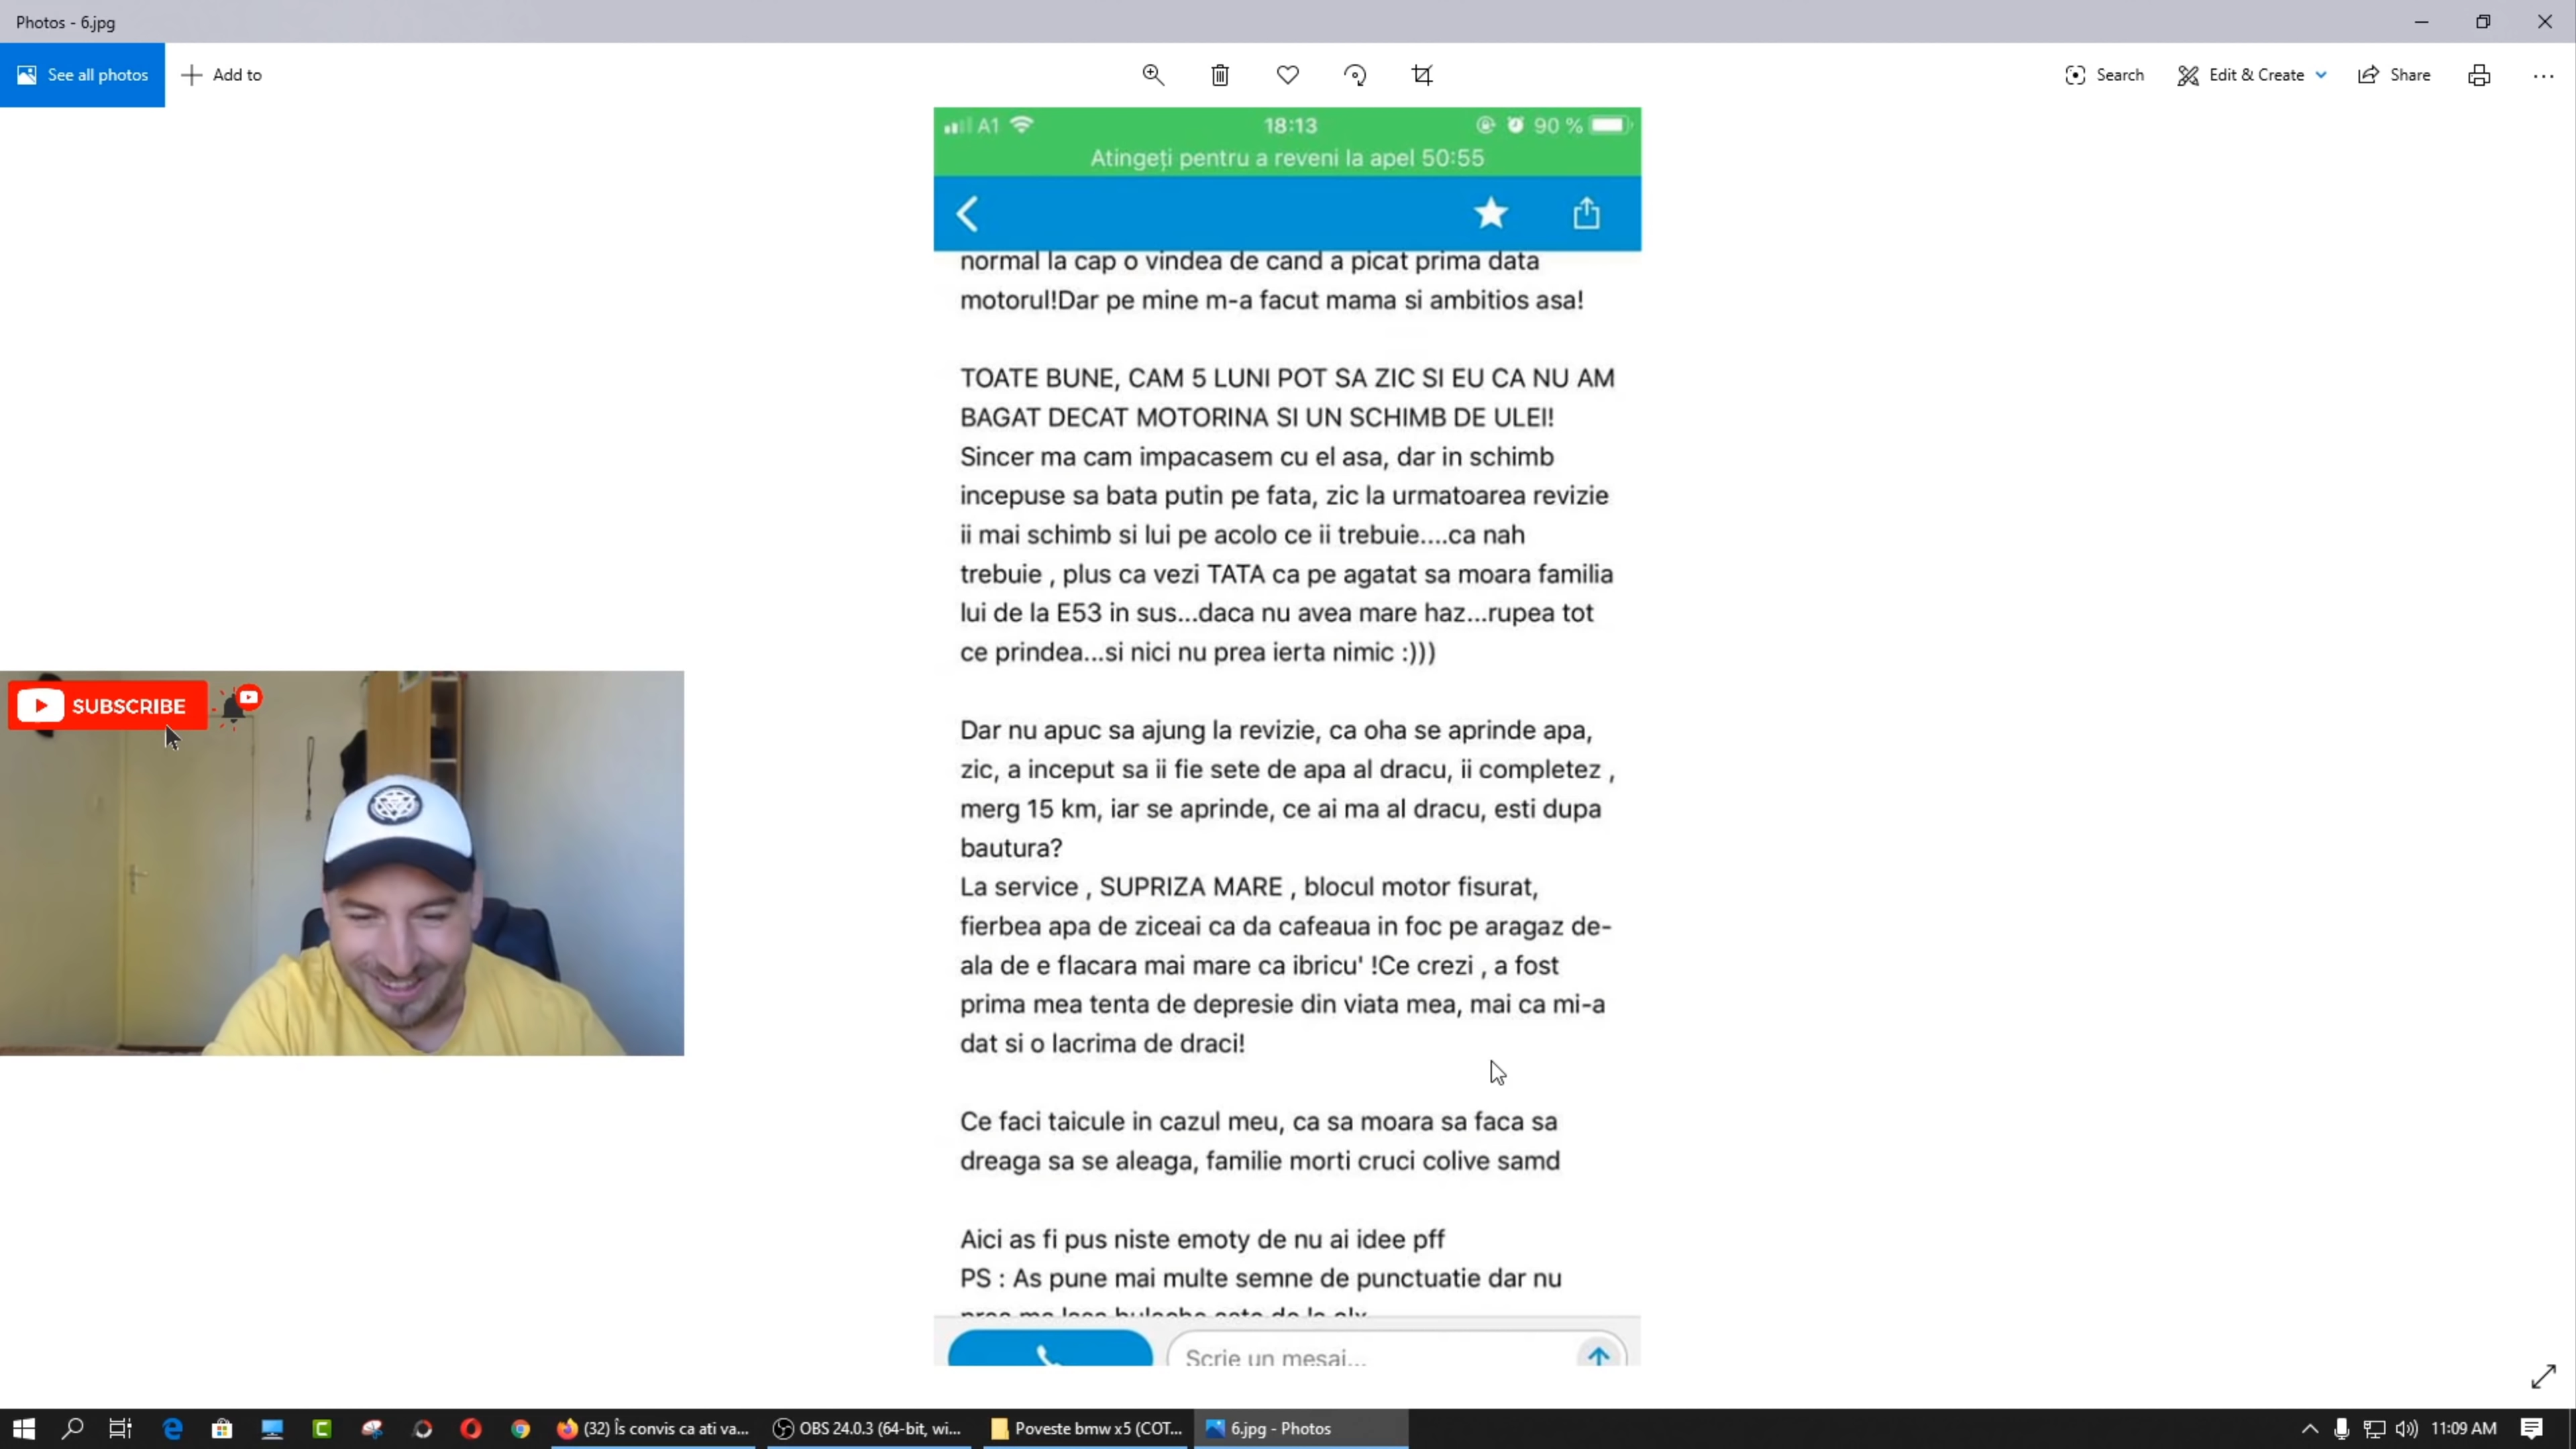 Photos - 6.jpg
See all photos
Add to
Search
Edit & Create
Share
A1
18:13
90 %
Atingeți pentru a reveni la apel 50:55
normal la cap o vindea de cand a picat prima data
motorul!Dar pe mine m-a facut mama si ambitios asa!
TOATE BUNE, CAM 5 LUNI POT SA ZIC SI EU CA NU AM
BAGAT DECAT MOTORINA SI UN SCHIMB DE ULEI!
Sincer ma cam impacasem cu el asa, dar in schimb
incepuse sa bata putin pe fata, zic la urmatoarea revizie
ii mai schimb si lui pe acolo ce ii trebuie....ca nah
trebuie , plus ca vezi TATA ca pe agatat sa moara familia
lui de la E53 in sus...daca nu avea mare haz...rupea tot
ce prindea...si nici nu prea ierta nimic :)))
Dar nu apuc sa ajung la revizie, ca oha se aprinde apa,
zic, a inceput sa ii fie sete de apa al dracu, ii completez ,
merg 15 km, iar se aprinde, ce ai ma al dracu, esti dupa
bautura?
La service , SUPRIZA MARE , blocul motor fisurat,
fierbea apa de ziceai ca da cafeaua in foc pe aragaz de-
ala de e flacara mai mare ca ibricu' !Ce crezi , a fost
prima mea tenta de depresie din viata mea, mai ca mi-a
dat si o lacrima de draci!
Ce faci taicule in cazul meu, ca sa moara sa faca sa
dreaga sa se aleaga, familie morti cruci colive samd
Aici as fi pus niste emoty de nu ai idee pff
PS : As pune mai multe semne de punctuatie dar nu
Scrie un mesaj...
SUBSCRIBE
(32) Îs convis ca ati va...
OBS 24.0.3 (64-bit, wi...
Poveste bmw x5 (COT...
6.jpg - Photos
11:09 AM